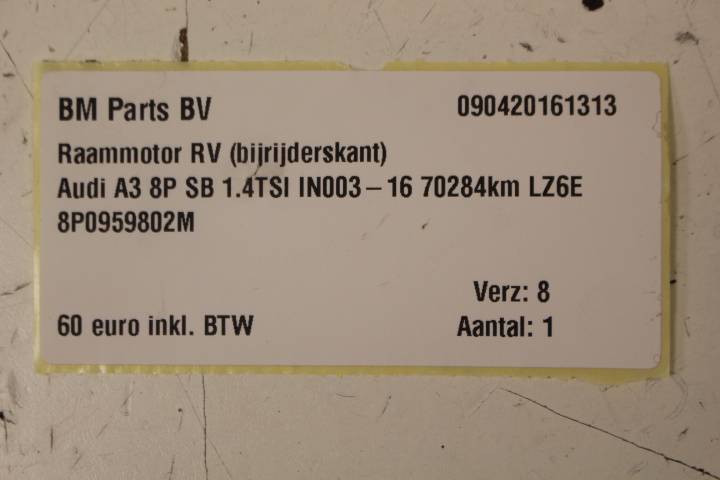 BM Parts BV 090420161313
Raammotor RV (bijrijderskant)
Audi A3 8P SB 1.4TSI IN003-16 70284km LZ6E
8P0959802M
Verz: 8
60 euro inkl. BTW Aantal: 1